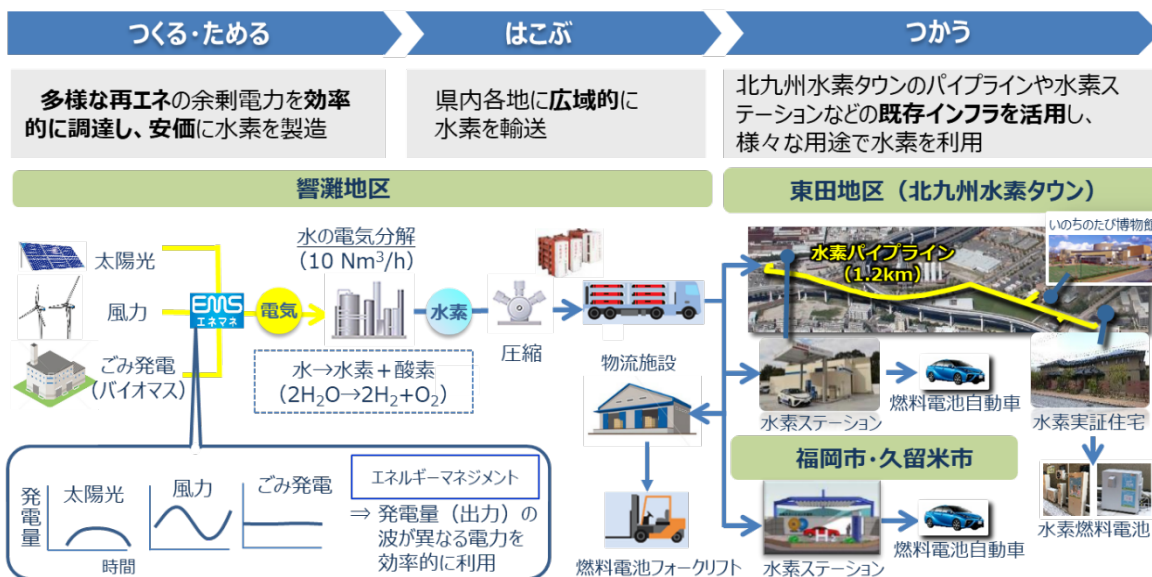 つくる・ためる
はこぶ
つかう
多様な再エネの余剰電力を効率
的に調達し、安価に水素を製造
県内各地に広域的に
水素を輸送
北九州水素タウンのパイプラインや水素ス
テーションなどの既存インフラを活用し、
様々な用途で水素を利用
響灘地区
東田地区（北九州水素タウン）
太陽光
風力
ごみ発電
(バイオマス)
EMS
エネマネ
電気
水の電気分解
（10 Nm³/h）
水→水素＋酸素
（2H₂O→2H₂+O₂）
水素
圧縮
物流施設
燃料電池フォークリフト
いのちのたび博物館
水素パイプライン
（1.2km）
水素ステーション
燃料電池自動車
水素実証住宅
水素燃料電池
福岡市・久留米市
水素ステーション
燃料電池自動車
発電量
太陽光
時間
風力
ごみ発電
エネルギーマネジメント
⇒ 発電量（出力）の
波が異なる電力を
効率的に利用